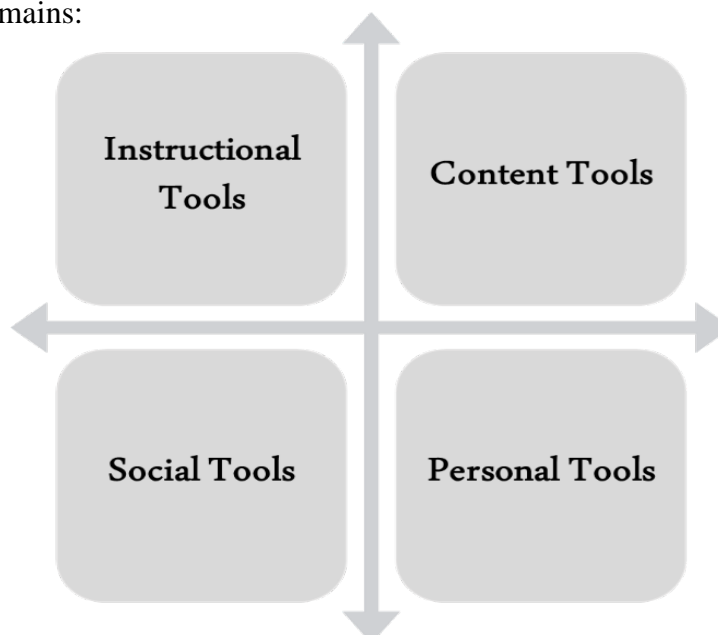 mains:
Instructional
Tools
Content Tools
Social Tools
Personal Tools